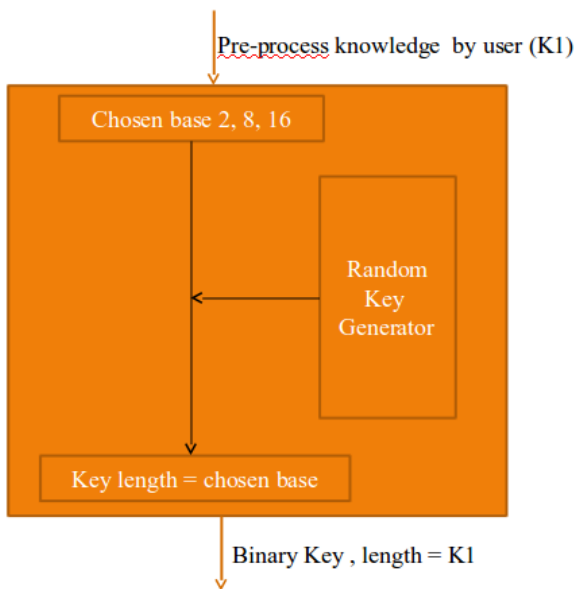 Pre-process knowledge by user (K1)
Chosen base 2, 8, 16
Random
Key
Generator
Key length = chosen base
Binary Key , length = K1